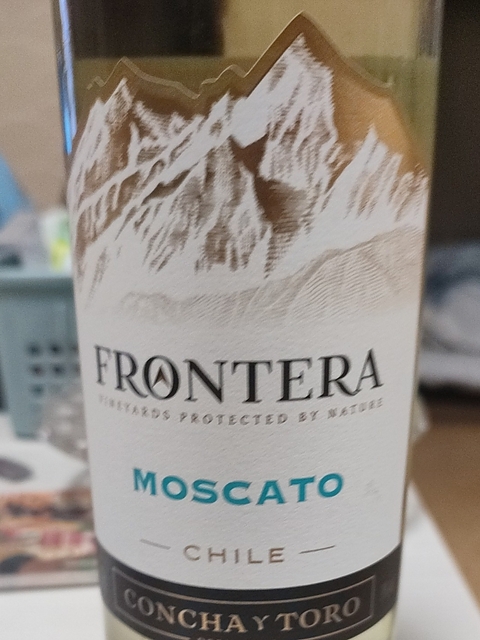 FRONTERA
VINEYARDS PROTECTED BY NATURE
MOSCATO
CHILE
CONCHA Y TORO